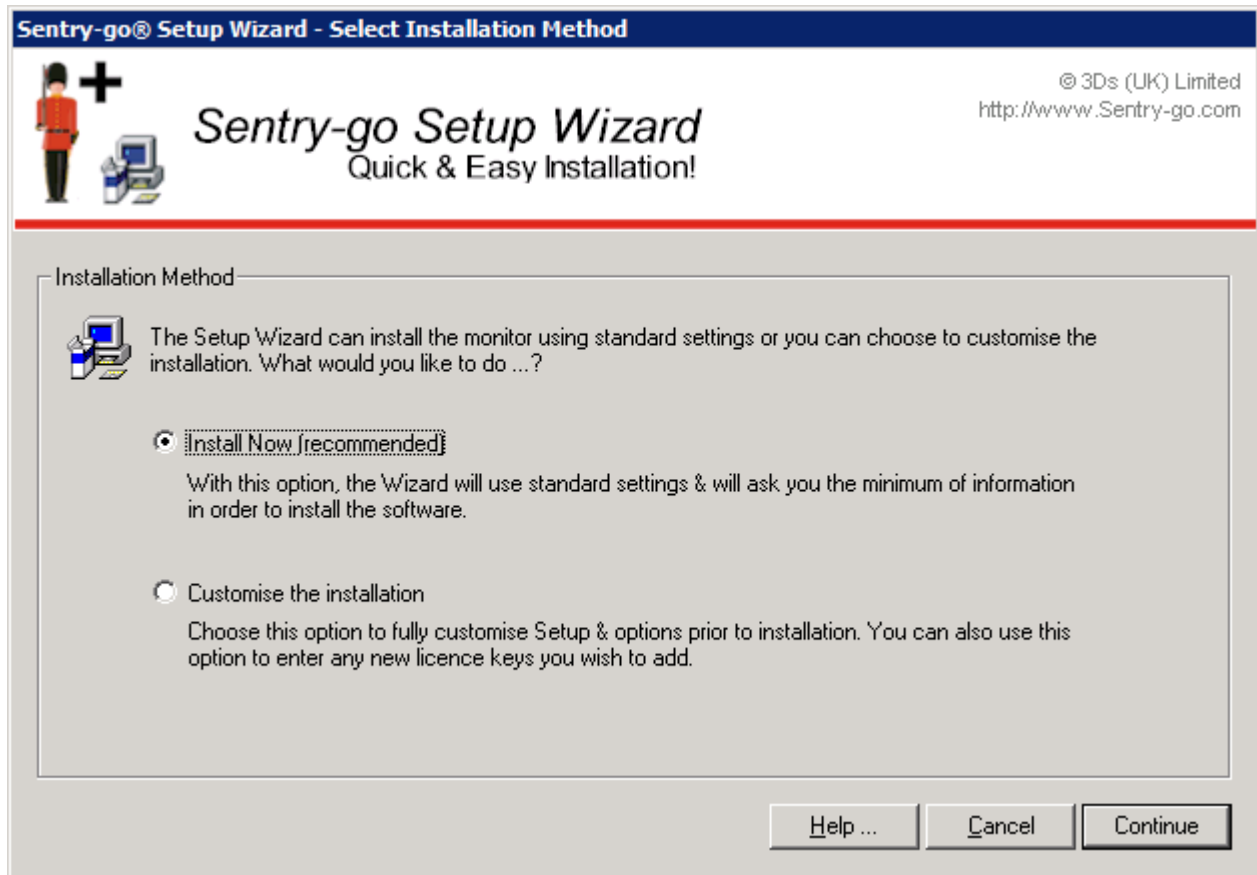 Sentry-go® Setup Wizard - Select Installation Method
© 3Ds (UK) Limited
http://www.Sentry-go.com
Sentry-go Setup Wizard
Quick & Easy Installation!
Installation Method
The Setup Wizard can install the monitor using standard settings or you can choose to customise the
installation. What would you like to do ...?
Install Now (recommended)
With this option, the Wizard will use standard settings & will ask you the minimum of information
in order to install the software.
Customise the installation
Choose this option to fully customise Setup & options prior to installation. You can also use this
option to enter any new licence keys you wish to add.
Help ...
Cancel
Continue